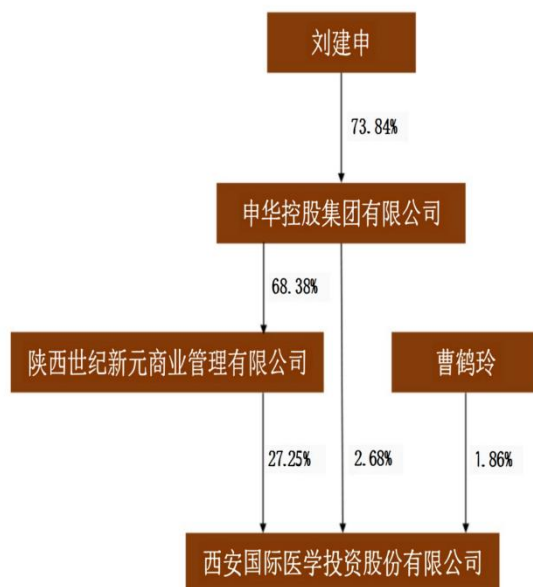 刘建申
73.84%
申华控股集团有限公司
68.38%
陕西世纪新元商业管理有限公司
曹鹤玲
27.25%
2.68%
1.86%
西安国际医学投资股份有限公司